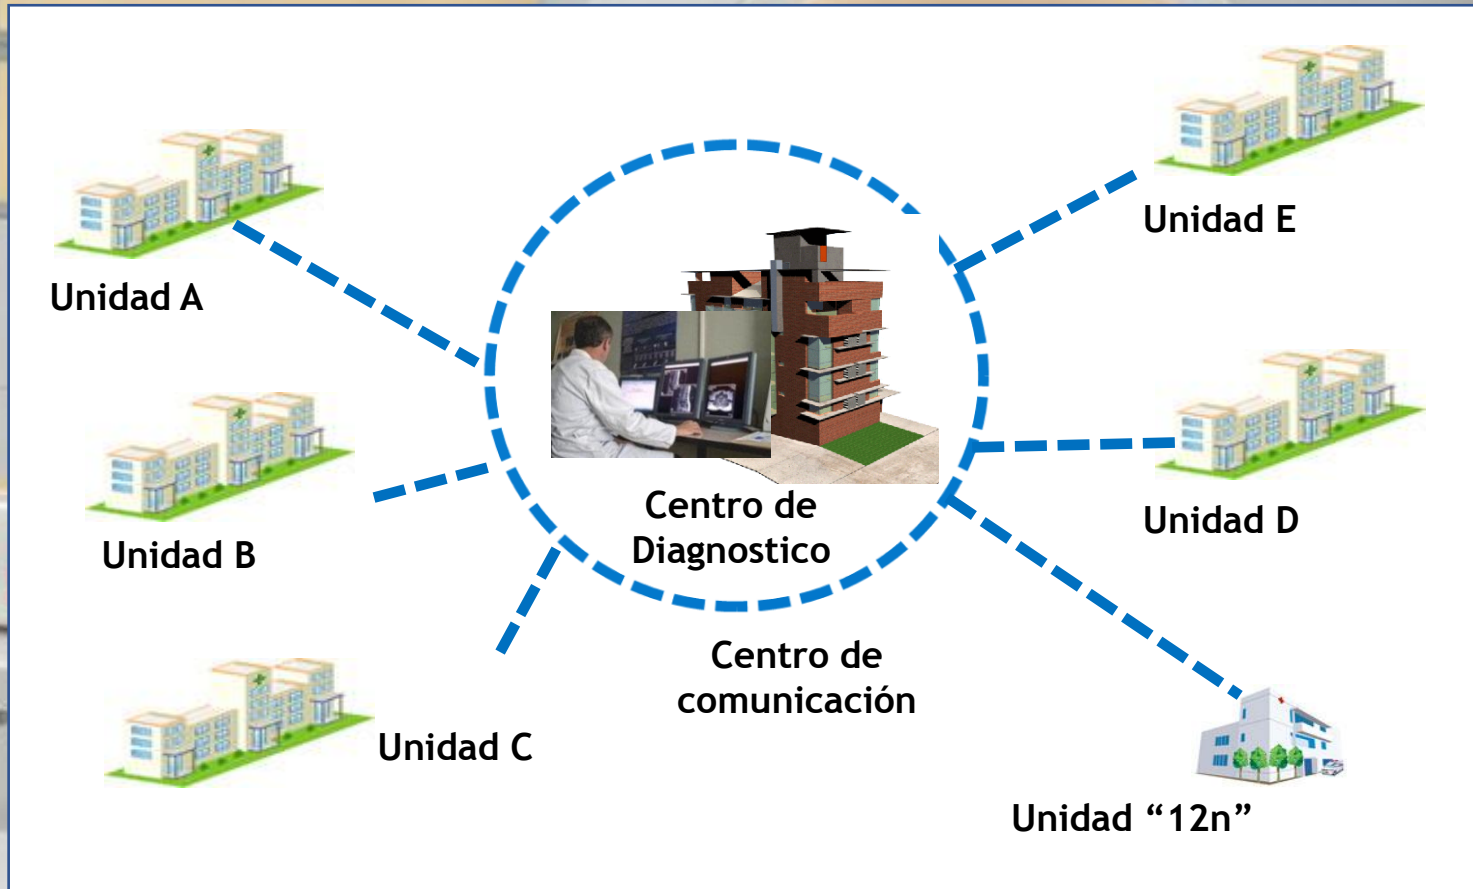 Unidad A
Unidad B
Unidad C
Centro de
Diagnostico
Centro de
comunicación
Unidad E
Unidad D
Unidad “12n”